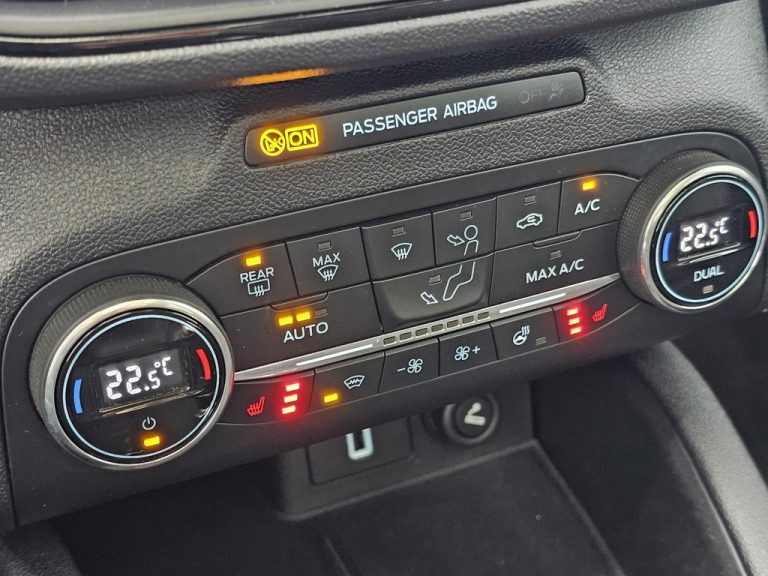 ON PASSENGER AIRBAG OFF
REAR
MAX
A/C
AUTO
MAX A/C
22.5°C
22.5°C
DUAL